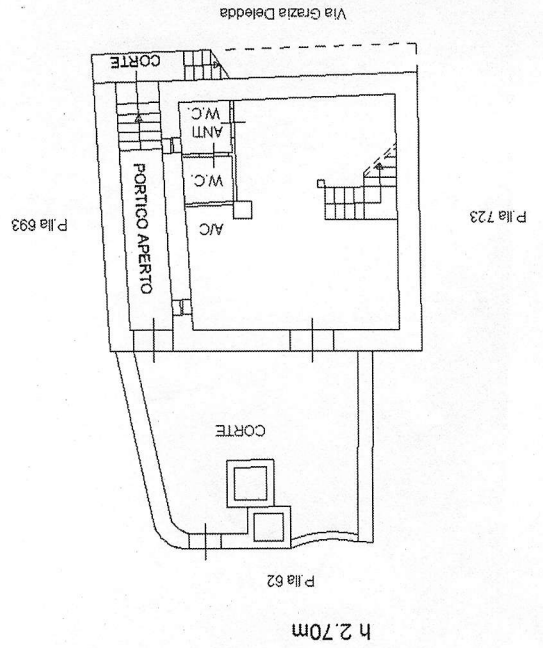 h 2.70m
P.lla 62
CORTE
A/C
P.lla 723
PORTICO APERTO
P.lla 693
W.C.
ANTI
W.C.
CORTE
Via Grazia Deledda